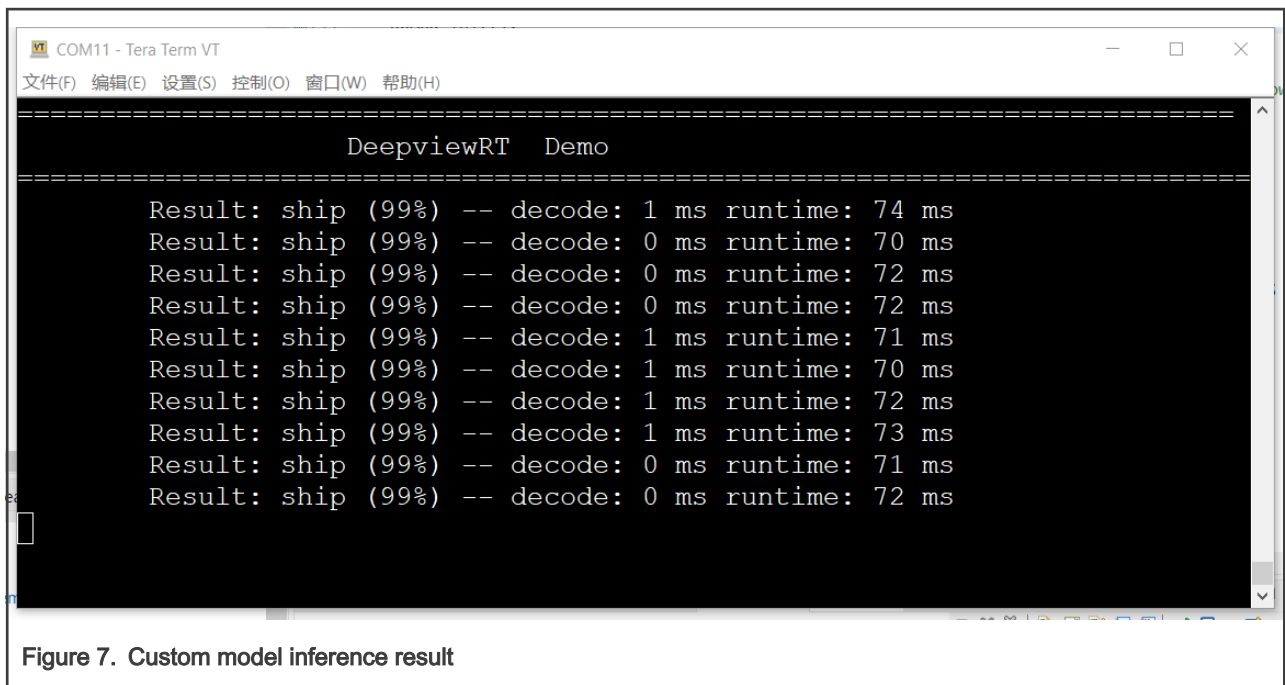 COM11 - Tera Term VT
文件(F) 编辑(E) 设置(S) 控制(O) 窗口(W) 帮助(H)
===========================================================================
DeepviewRT Demo
============================================================================
Result: ship (99%) -- decode: 1 ms runtime: 74 ms
Result: ship (99%) -- decode: 0 ms runtime: 70 ms
Result: ship (99%) -- decode: 0 ms runtime: 72 ms
Result: ship (99%) -- decode: 0 ms runtime: 72 ms
Result: ship (99%) -- decode: 1 ms runtime: 71 ms
Result: ship (99%) -- decode: 1 ms runtime: 70 ms
Result: ship (99%) -- decode: 1 ms runtime: 72 ms
Result: ship (99%) -- decode: 1 ms runtime: 73 ms
Result: ship (99%) -- decode: 0 ms runtime: 71 ms
Result: ship (99%) -- decode: 0 ms runtime: 72 ms
Figure 7. Custom model inference result